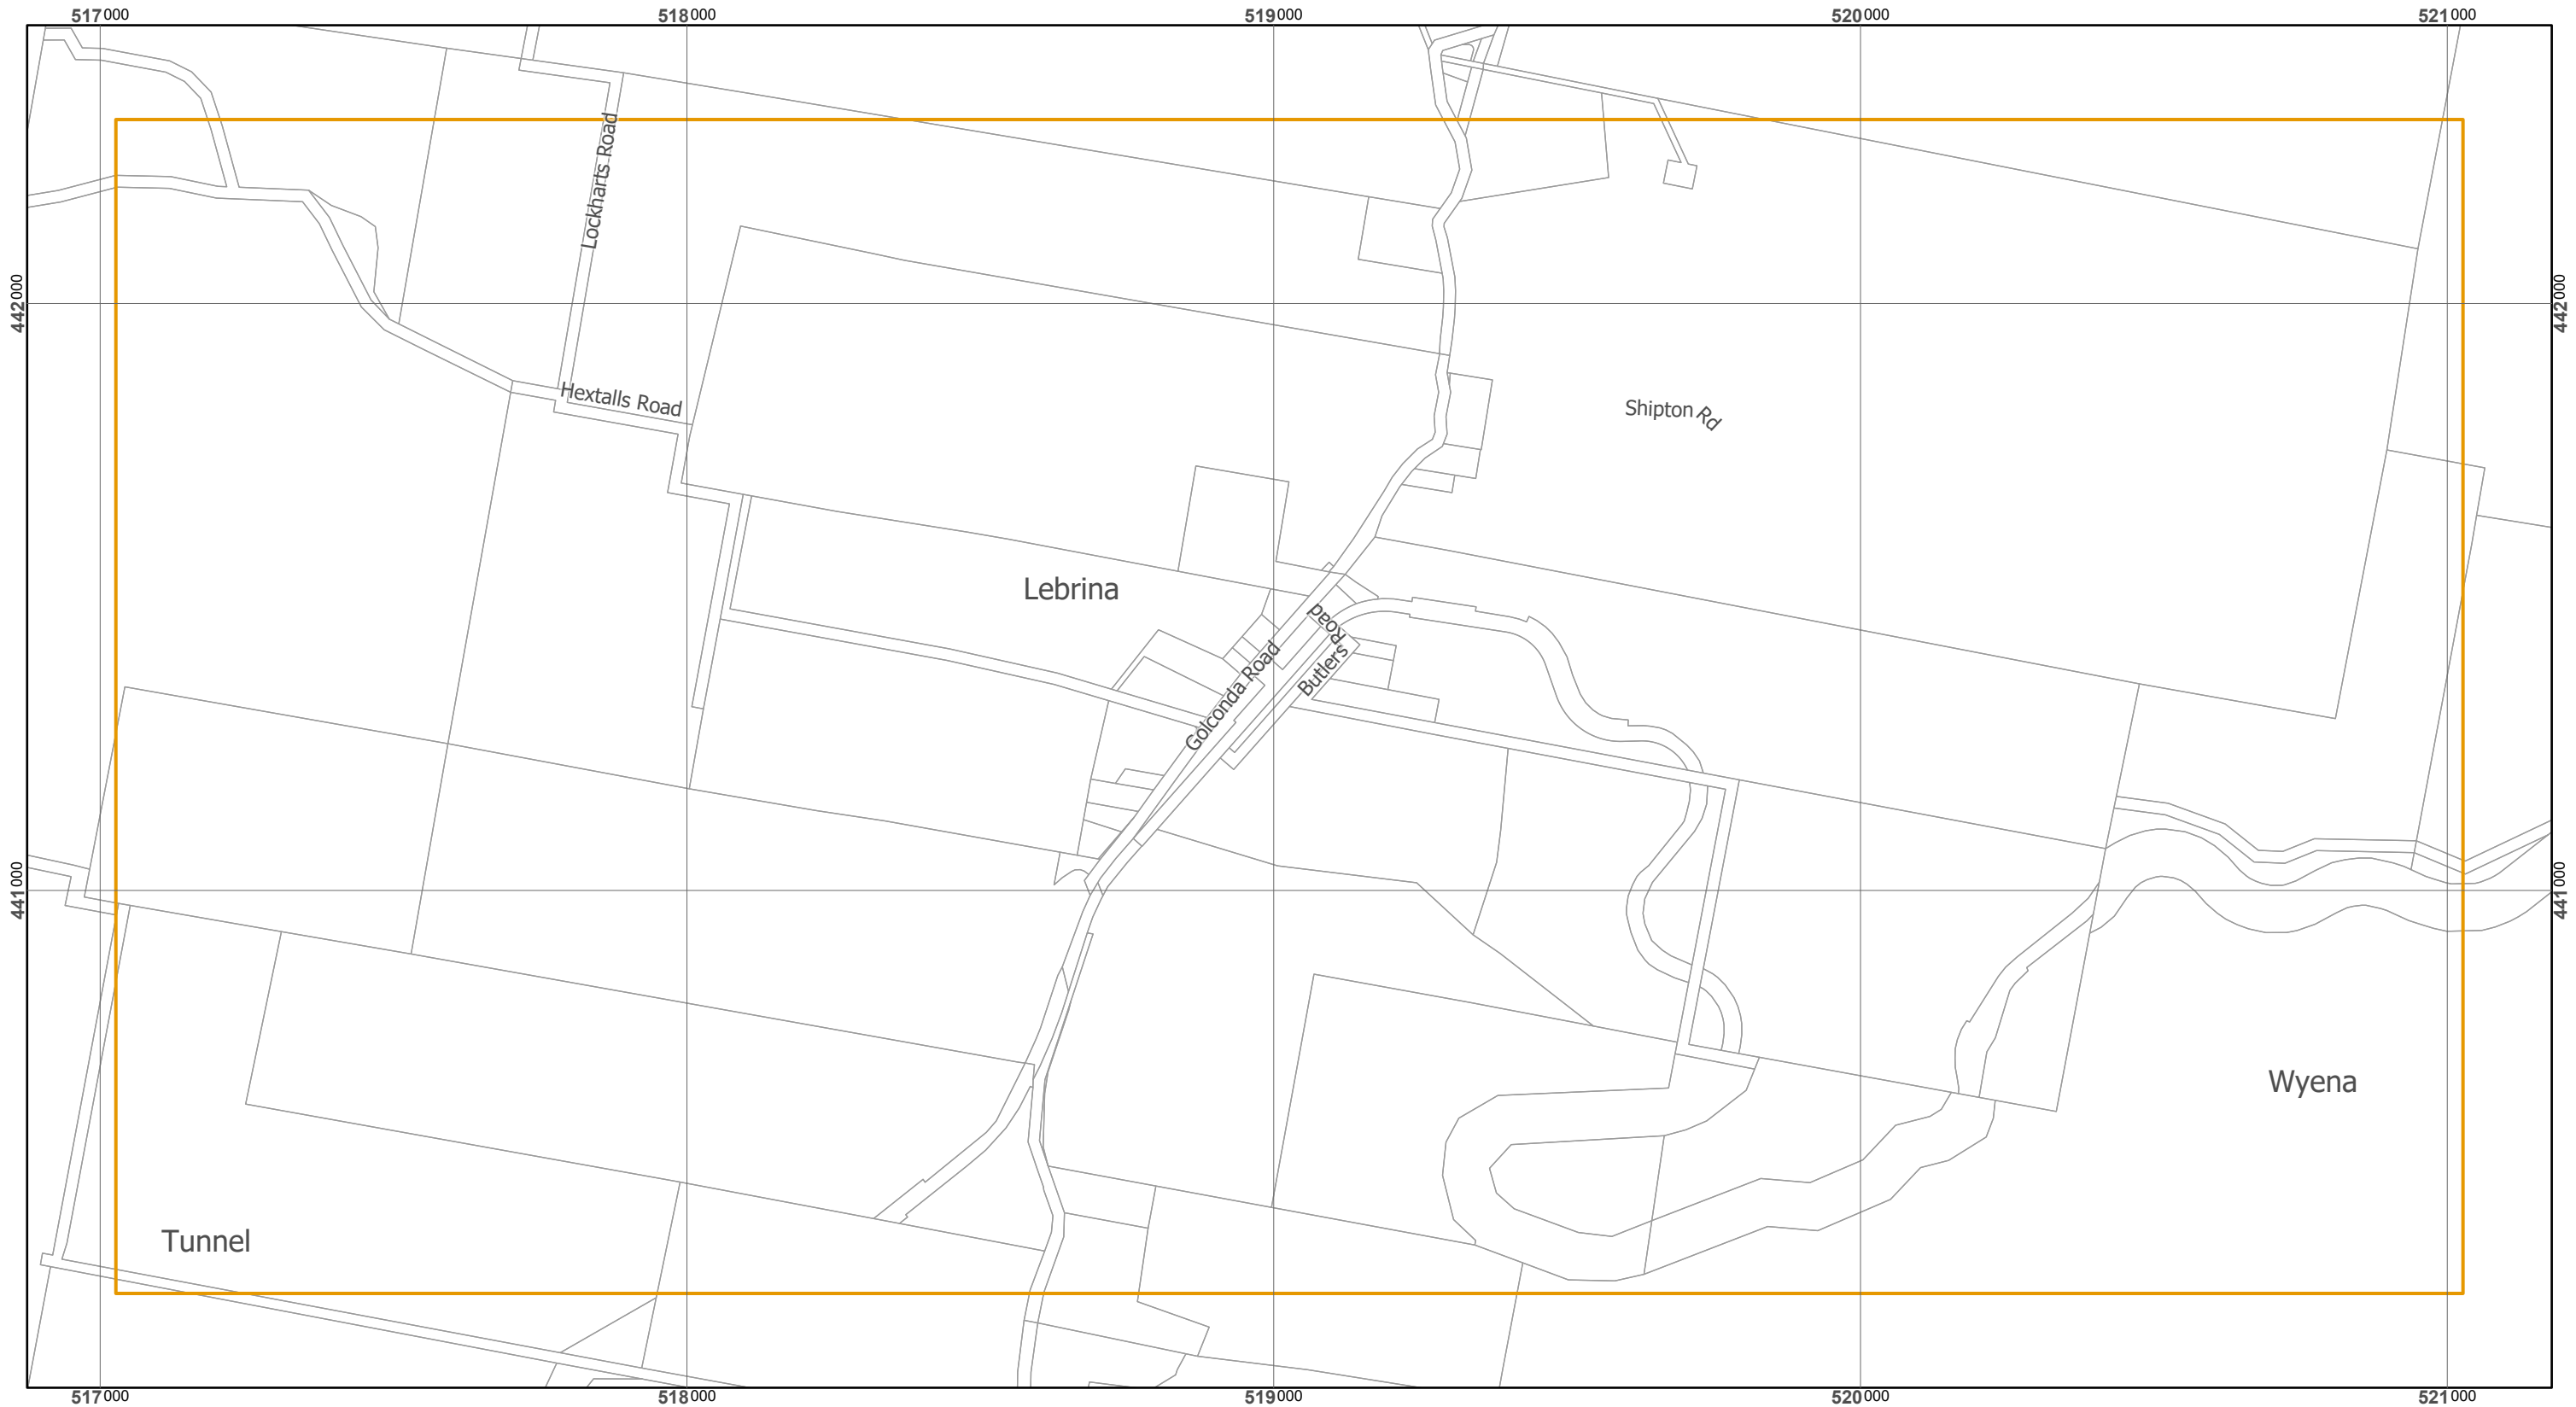 517000 518000 519000 520000 521000
Lockharts Road
442000
442000
Hextalls Road
Shipton Rd
Lebrina
Butlers Road
Golconda Road
441000
441000
Wyena
Tunnel
517000 518000 519000 520000 521000